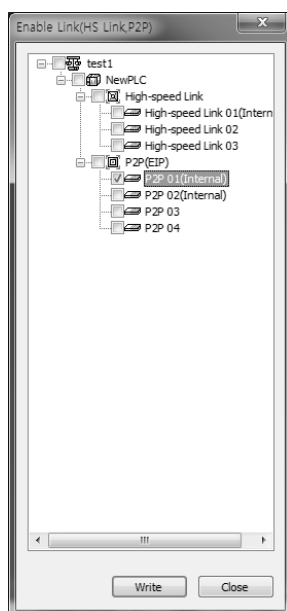 Enable Link(HS Link,P2P)
test1
NewPLC
High-speed Link
High-speed Link 01(Intern
High-speed Link 02
High-speed Link 03
P2P(EIP)
P2P 01(Internal)
P2P 02(Internal)
P2P 03
P2P 04
Write Close